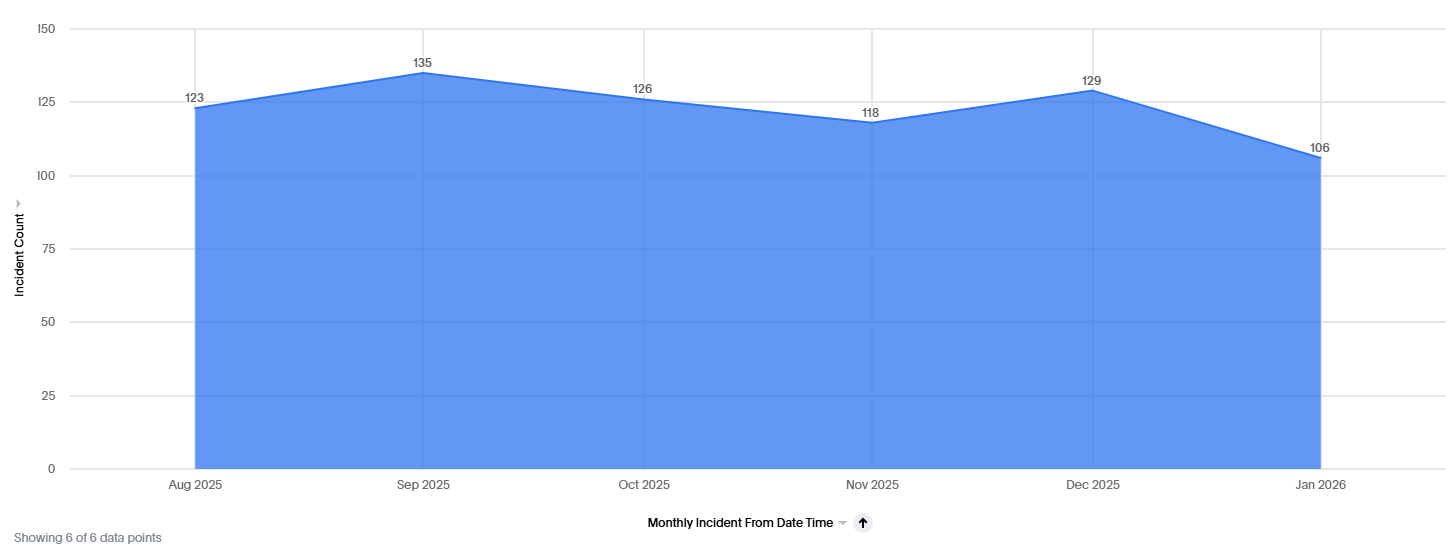 150
125
100
75
50
25
0
Incident Count
123
135
126
118
129
106
Aug 2025
Sep 2025
Oct 2025
Nov 2025
Dec 2025
Jan 2026
Monthly Incident From Date Time
Showing 6 of 6 data points